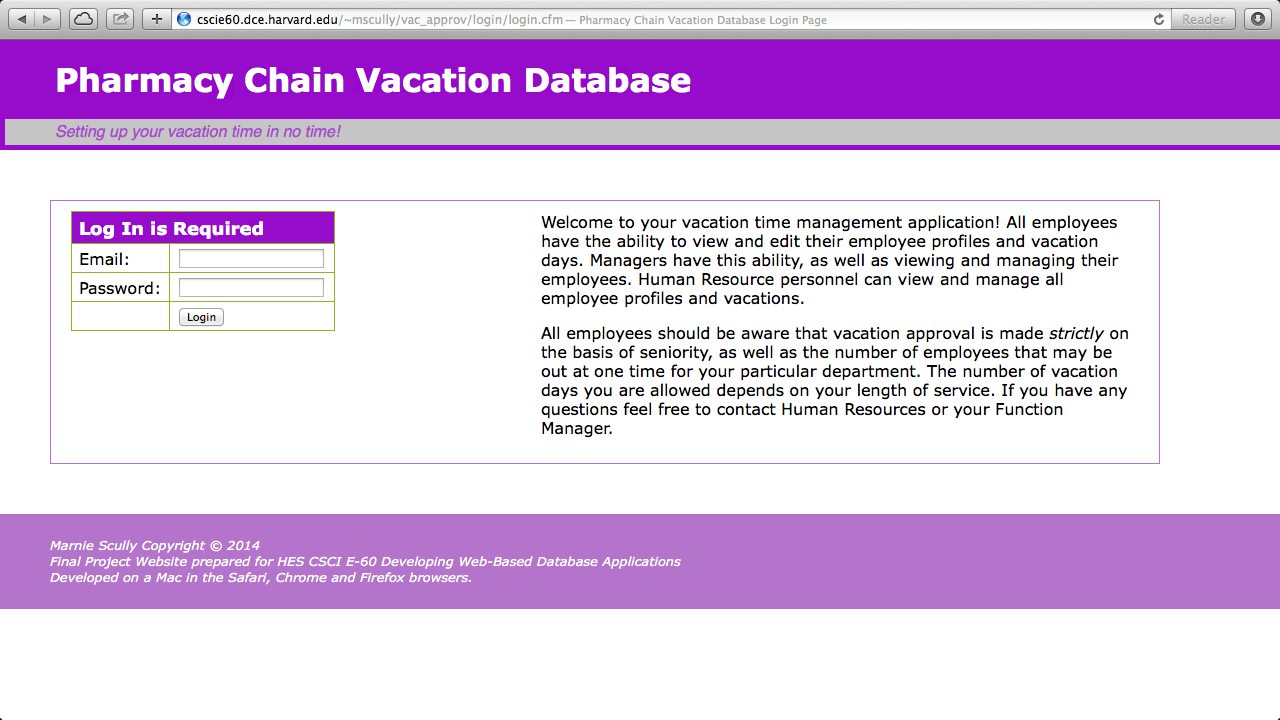 cscie60.dce.harvard.edu/~mscully/vac_approv/login/login.cfm — Pharmacy Chain Vacation Database Login Page
Reader
Pharmacy Chain Vacation Database
Setting up your vacation time in no time!
Log In is Required
Email:
Password:
Login
Welcome to your vacation time management application! All employees
have the ability to view and edit their employee profiles and vacation
days. Managers have this ability, as well as viewing and managing their
employees. Human Resource personnel can view and manage all
employee profiles and vacations.
All employees should be aware that vacation approval is made strictly on
the basis of seniority, as well as the number of employees that may be
out at one time for your particular department. The number of vacation
days you are allowed depends on your length of service. If you have any
questions feel free to contact Human Resources or your Function
Manager.
Marnie Scully Copyright © 2014
Final Project Website prepared for HES CSCI E-60 Developing Web-Based Database Applications
Developed on a Mac in the Safari, Chrome and Firefox browsers.